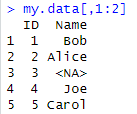 > my.data[,1:2]
  ID  Name
1  1   Bob
2  2 Alice
3  3  <NA>
4  4   Joe
5  5 Carol